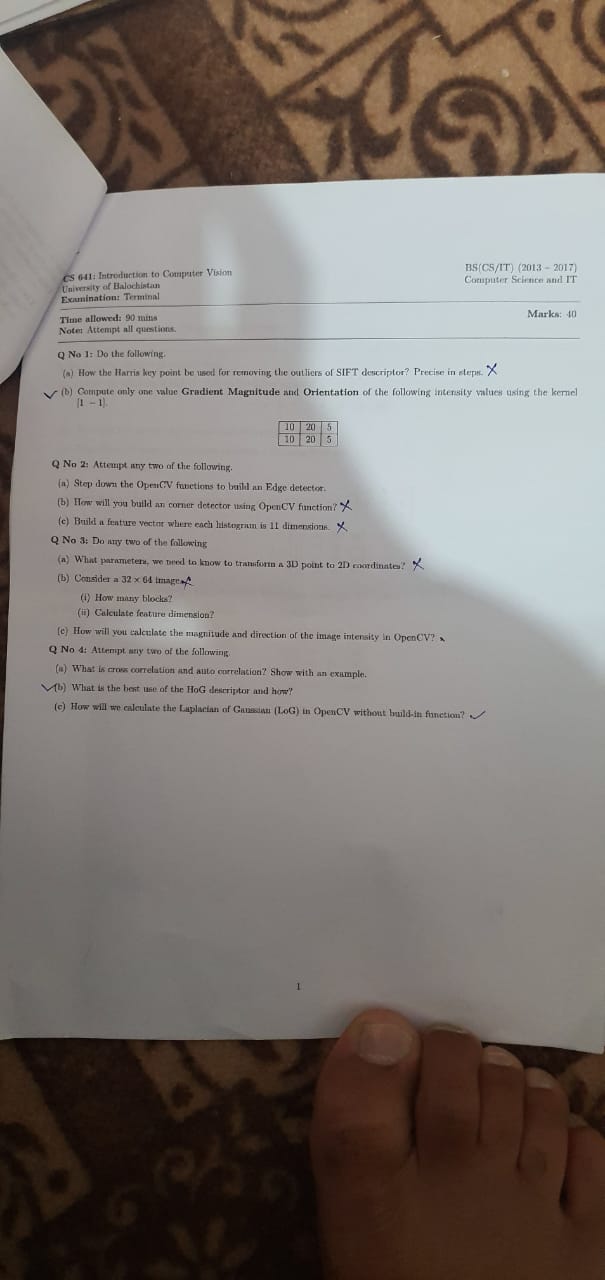 CS 641: Introduction to Computer Vision
University of Balochistan
Examination: Terminal
BS(CS/IT) (2013 – 2017)
Computer Science and IT
Time allowed: 90 mins
Note: Attempt all questions.
Marks: 40
Q No 1: Do the following.
(a) How the Harris key point be used for removing the outliers of SIFT descriptor? Precise in steps.
(b) Compute only one value Gradient Magnitude and Orientation of the following intensity values using the kernel
[1 − 1].
10 20 5
10 20 5
Q No 2: Attempt any two of the following.
(a) Step down the OpenCV functions to build an Edge detector.
(b) How will you build an corner detector using OpenCV function?
(c) Build a feature vector where each histogram is 11 dimensions.
Q No 3: Do any two of the following
(a) What parameters, we need to know to transform a 3D point to 2D coordinates?
(b) Consider a 32 × 64 image
(i) How many blocks?
(ii) Calculate feature dimension?
(c) How will you calculate the magnitude and direction of the image intensity in OpenCV?
Q No 4: Attempt any two of the following.
(a) What is cross correlation and auto correlation? Show with an example.
(b) What is the best use of the HoG descriptor and how?
(c) How will we calculate the Laplacian of Gaussian (LoG) in OpenCV without build-in function?
1